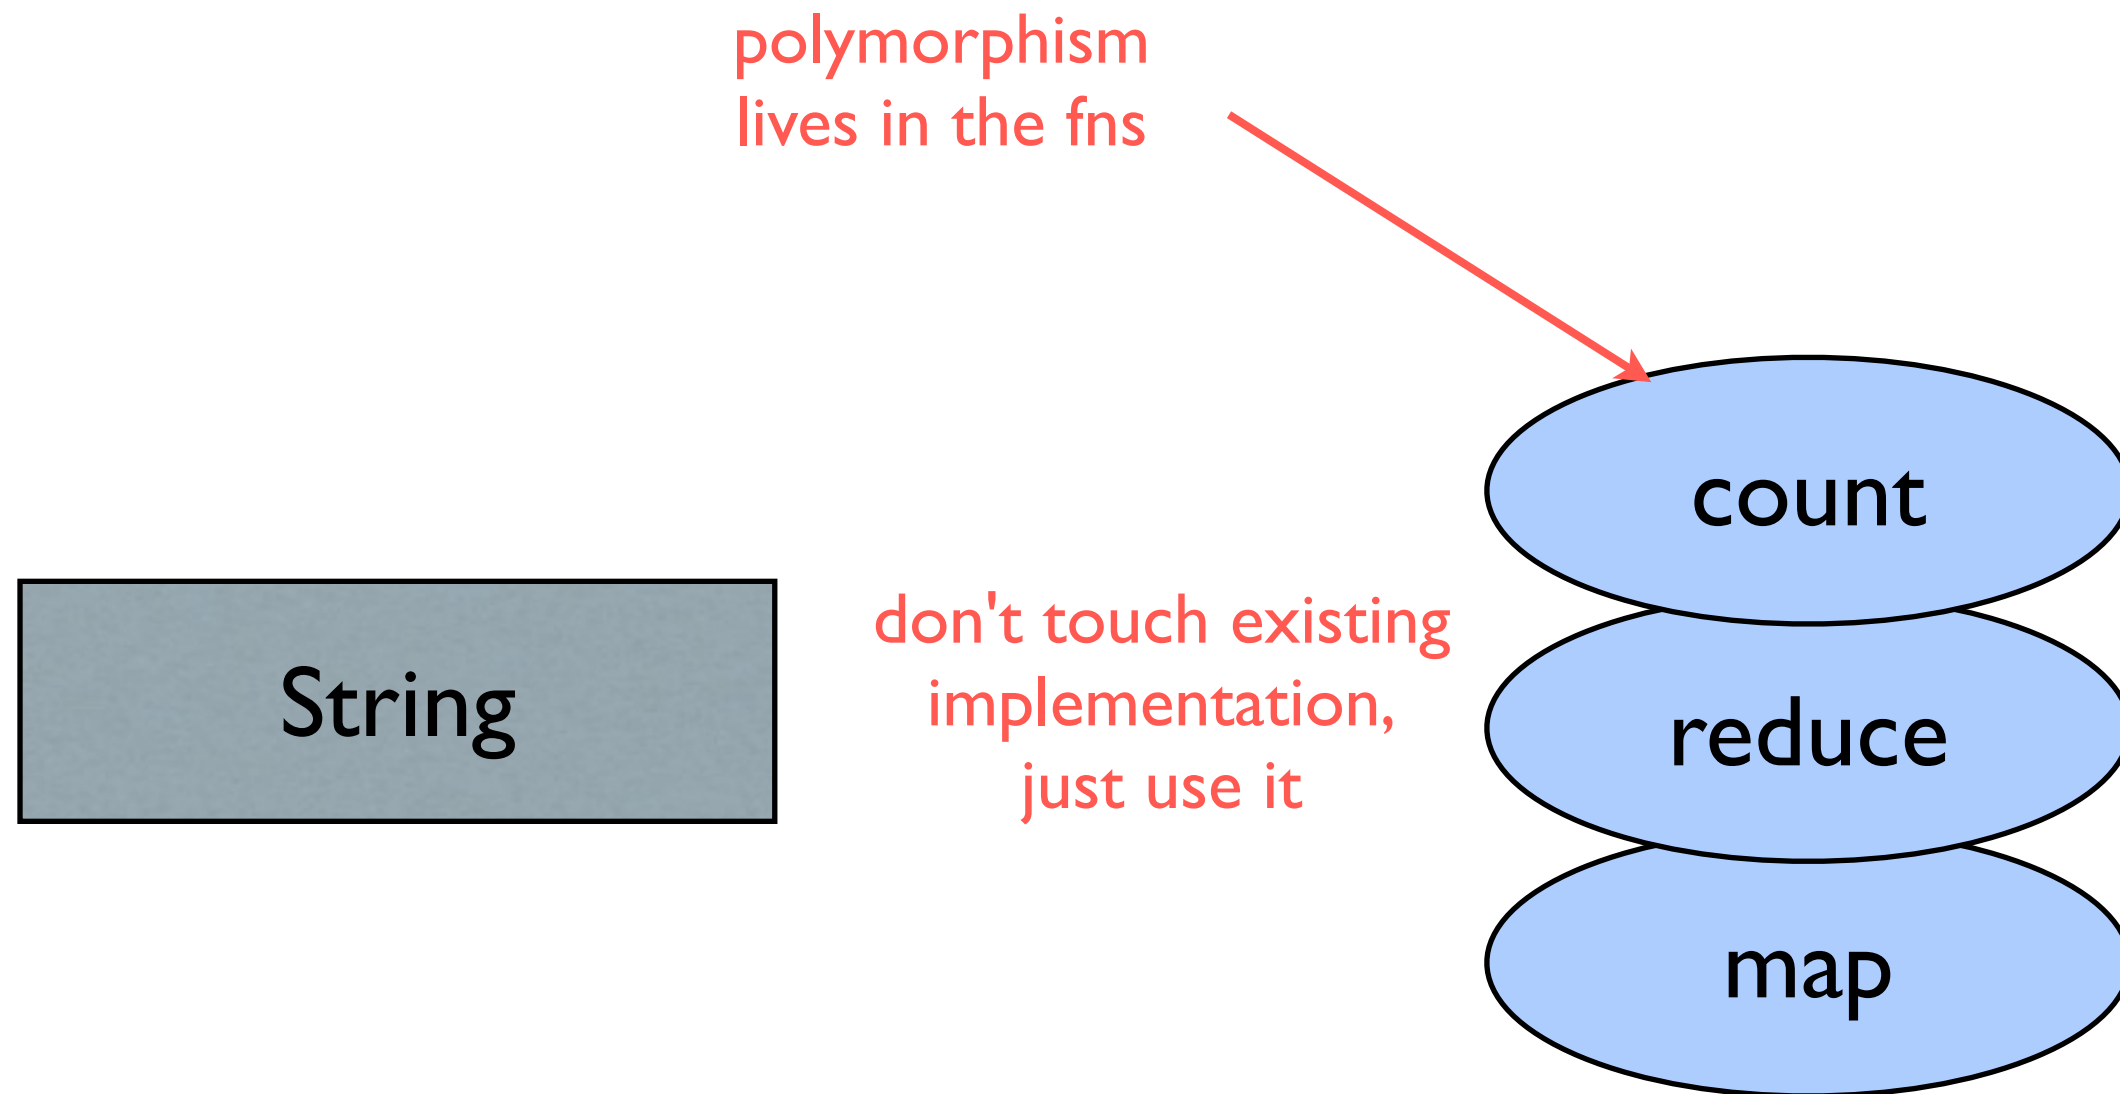 polymorphism
lives in the fns
count
String
don't touch existing
implementation,
just use it
reduce
map